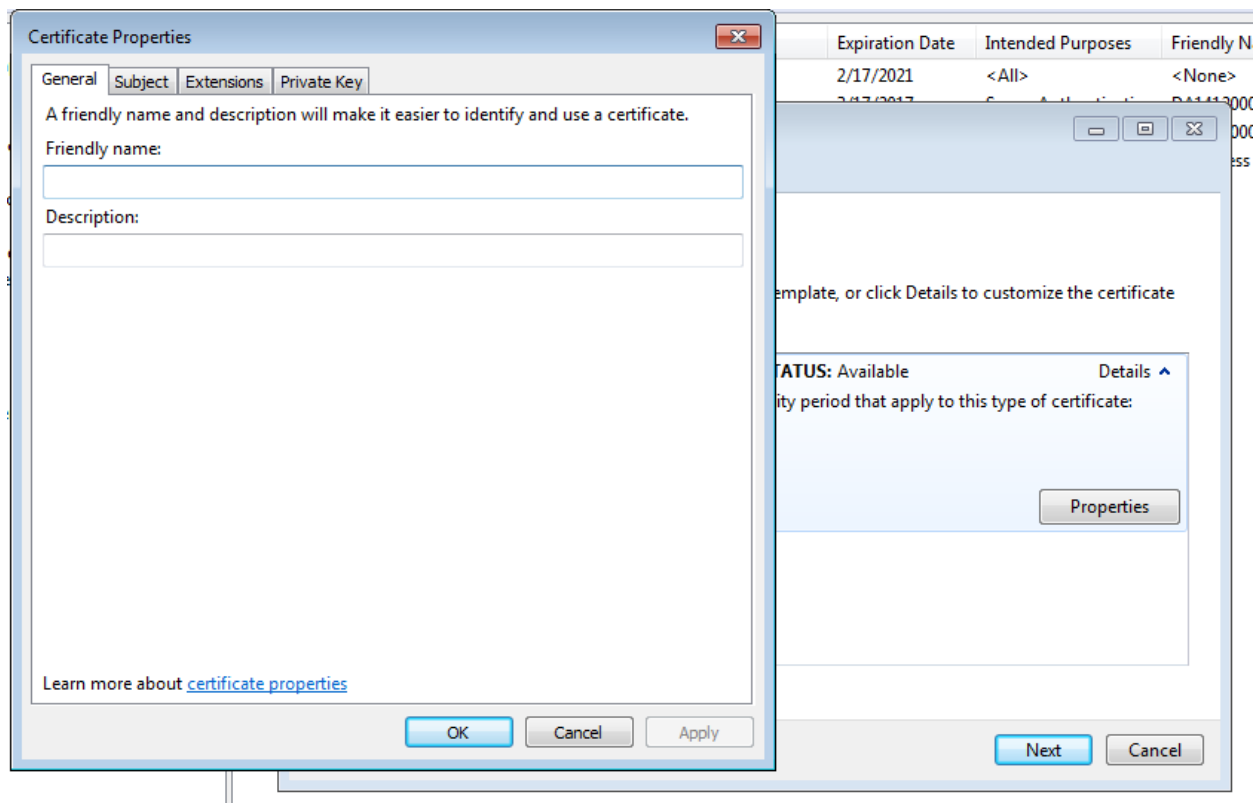 Certificate Properties
General Subject Extensions Private Key
A friendly name and description will make it easier to identify and use a certificate.
Friendly name:
Description:
Learn more about certificate properties
OK Cancel Apply
Expiration Date Intended Purposes Friendly N
2/17/2021 <All> <None>
emplate, or click Details to customize the certificate
TATUS: Available Details
ity period that apply to this type of certificate:
Properties
Next Cancel